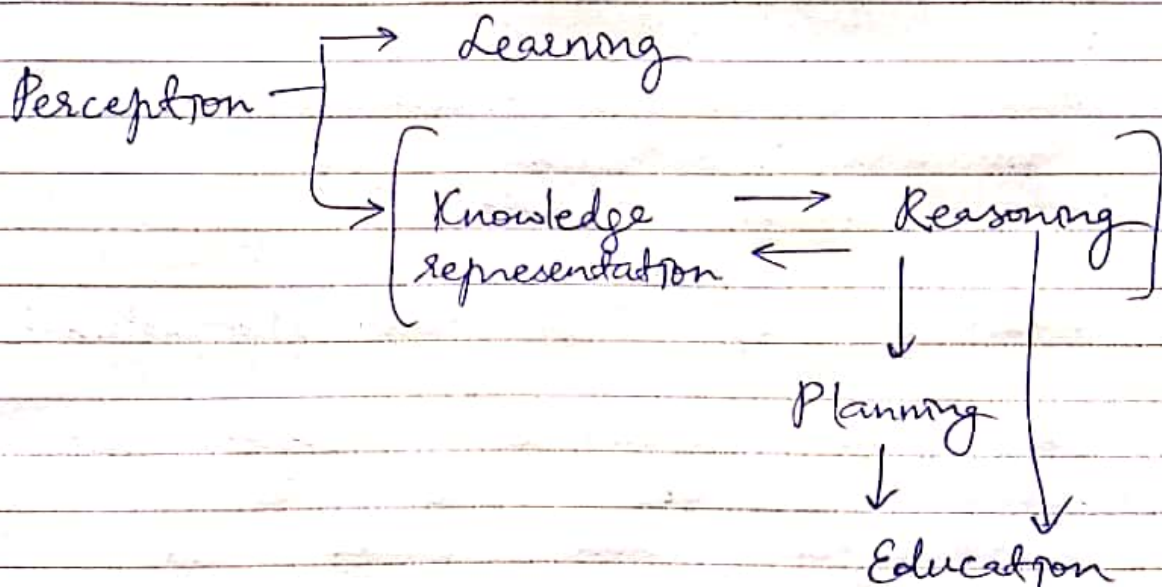 Learning
Perception
Knowledge Reasoning
representation
Planning
Education